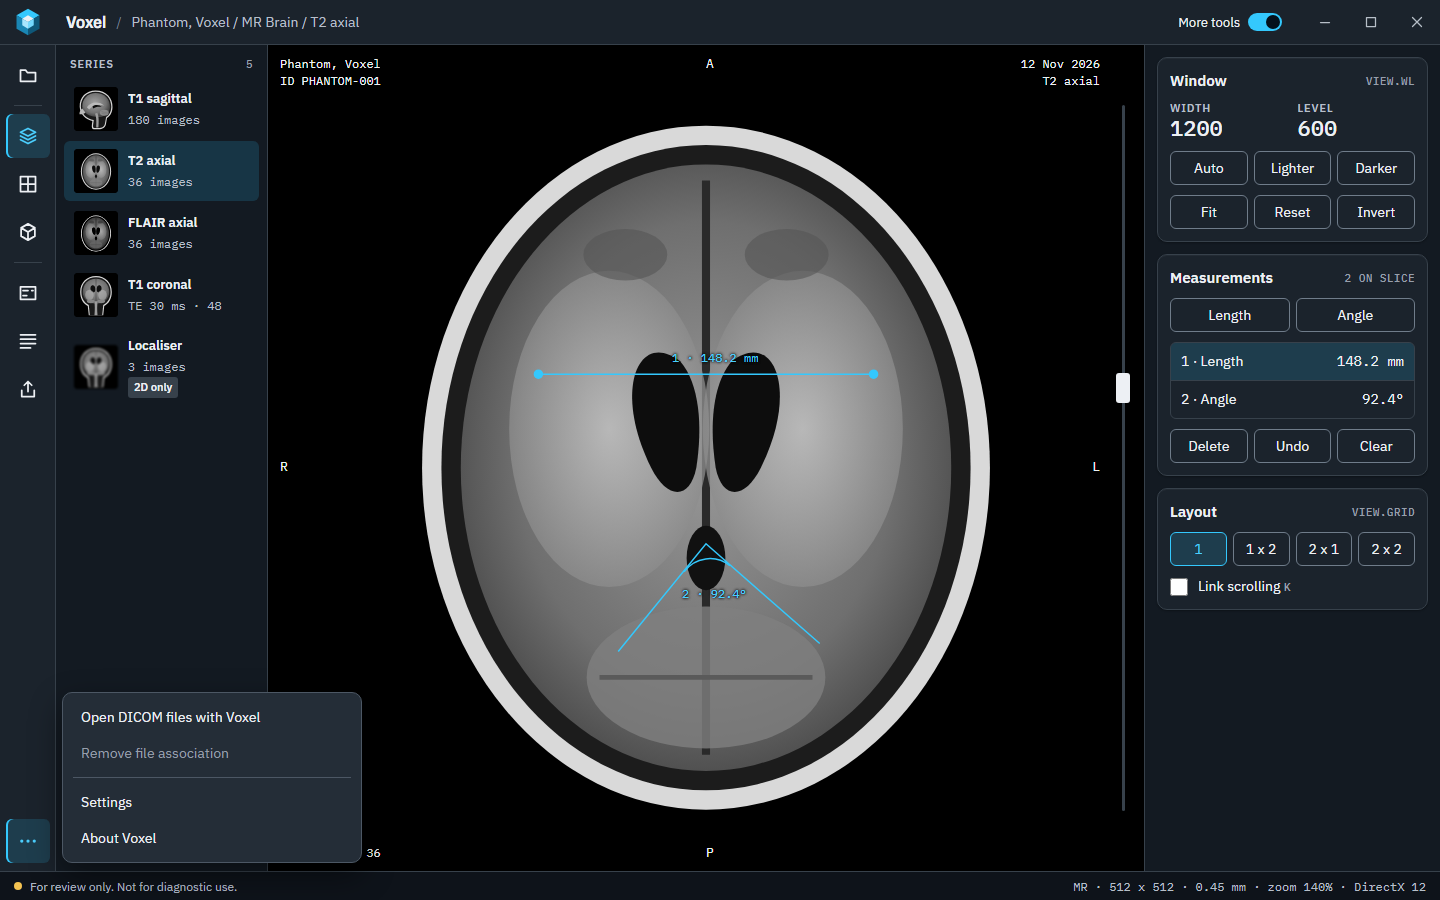 Voxel / Phantom, Voxel / MR Brain / T2 axial
More tools
SERIES 5
T1 sagittal
180 images
T2 axial
36 images
FLAIR axial
36 images
T1 coronal
TE 30 ms · 48
Localiser
3 images
2D only
Open DICOM files with Voxel
Remove file association
Settings
About Voxel
Phantom, Voxel
ID PHANTOM-001
A
12 Nov 2026
T2 axial
1 · 148.2 mm
R
L
2 · 92.4°
36
P
Window VIEW.WL
WIDTH LEVEL
1200 600
Auto Lighter Darker
Fit Reset Invert
Measurements 2 ON SLICE
Length Angle
1 · Length 148.2 mm
2 · Angle 92.4°
Delete Undo Clear
Layout VIEW.GRID
1 1 x 2 2 x 1 2 x 2
Link scrolling K
For review only. Not for diagnostic use.
MR · 512 x 512 · 0.45 mm · zoom 140% · DirectX 12